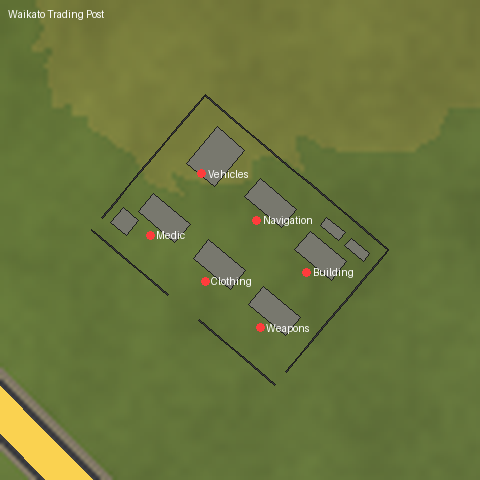 Waikato Trading Post
Vehicles
Navigation
Medic
Building
Clothing
Weapons